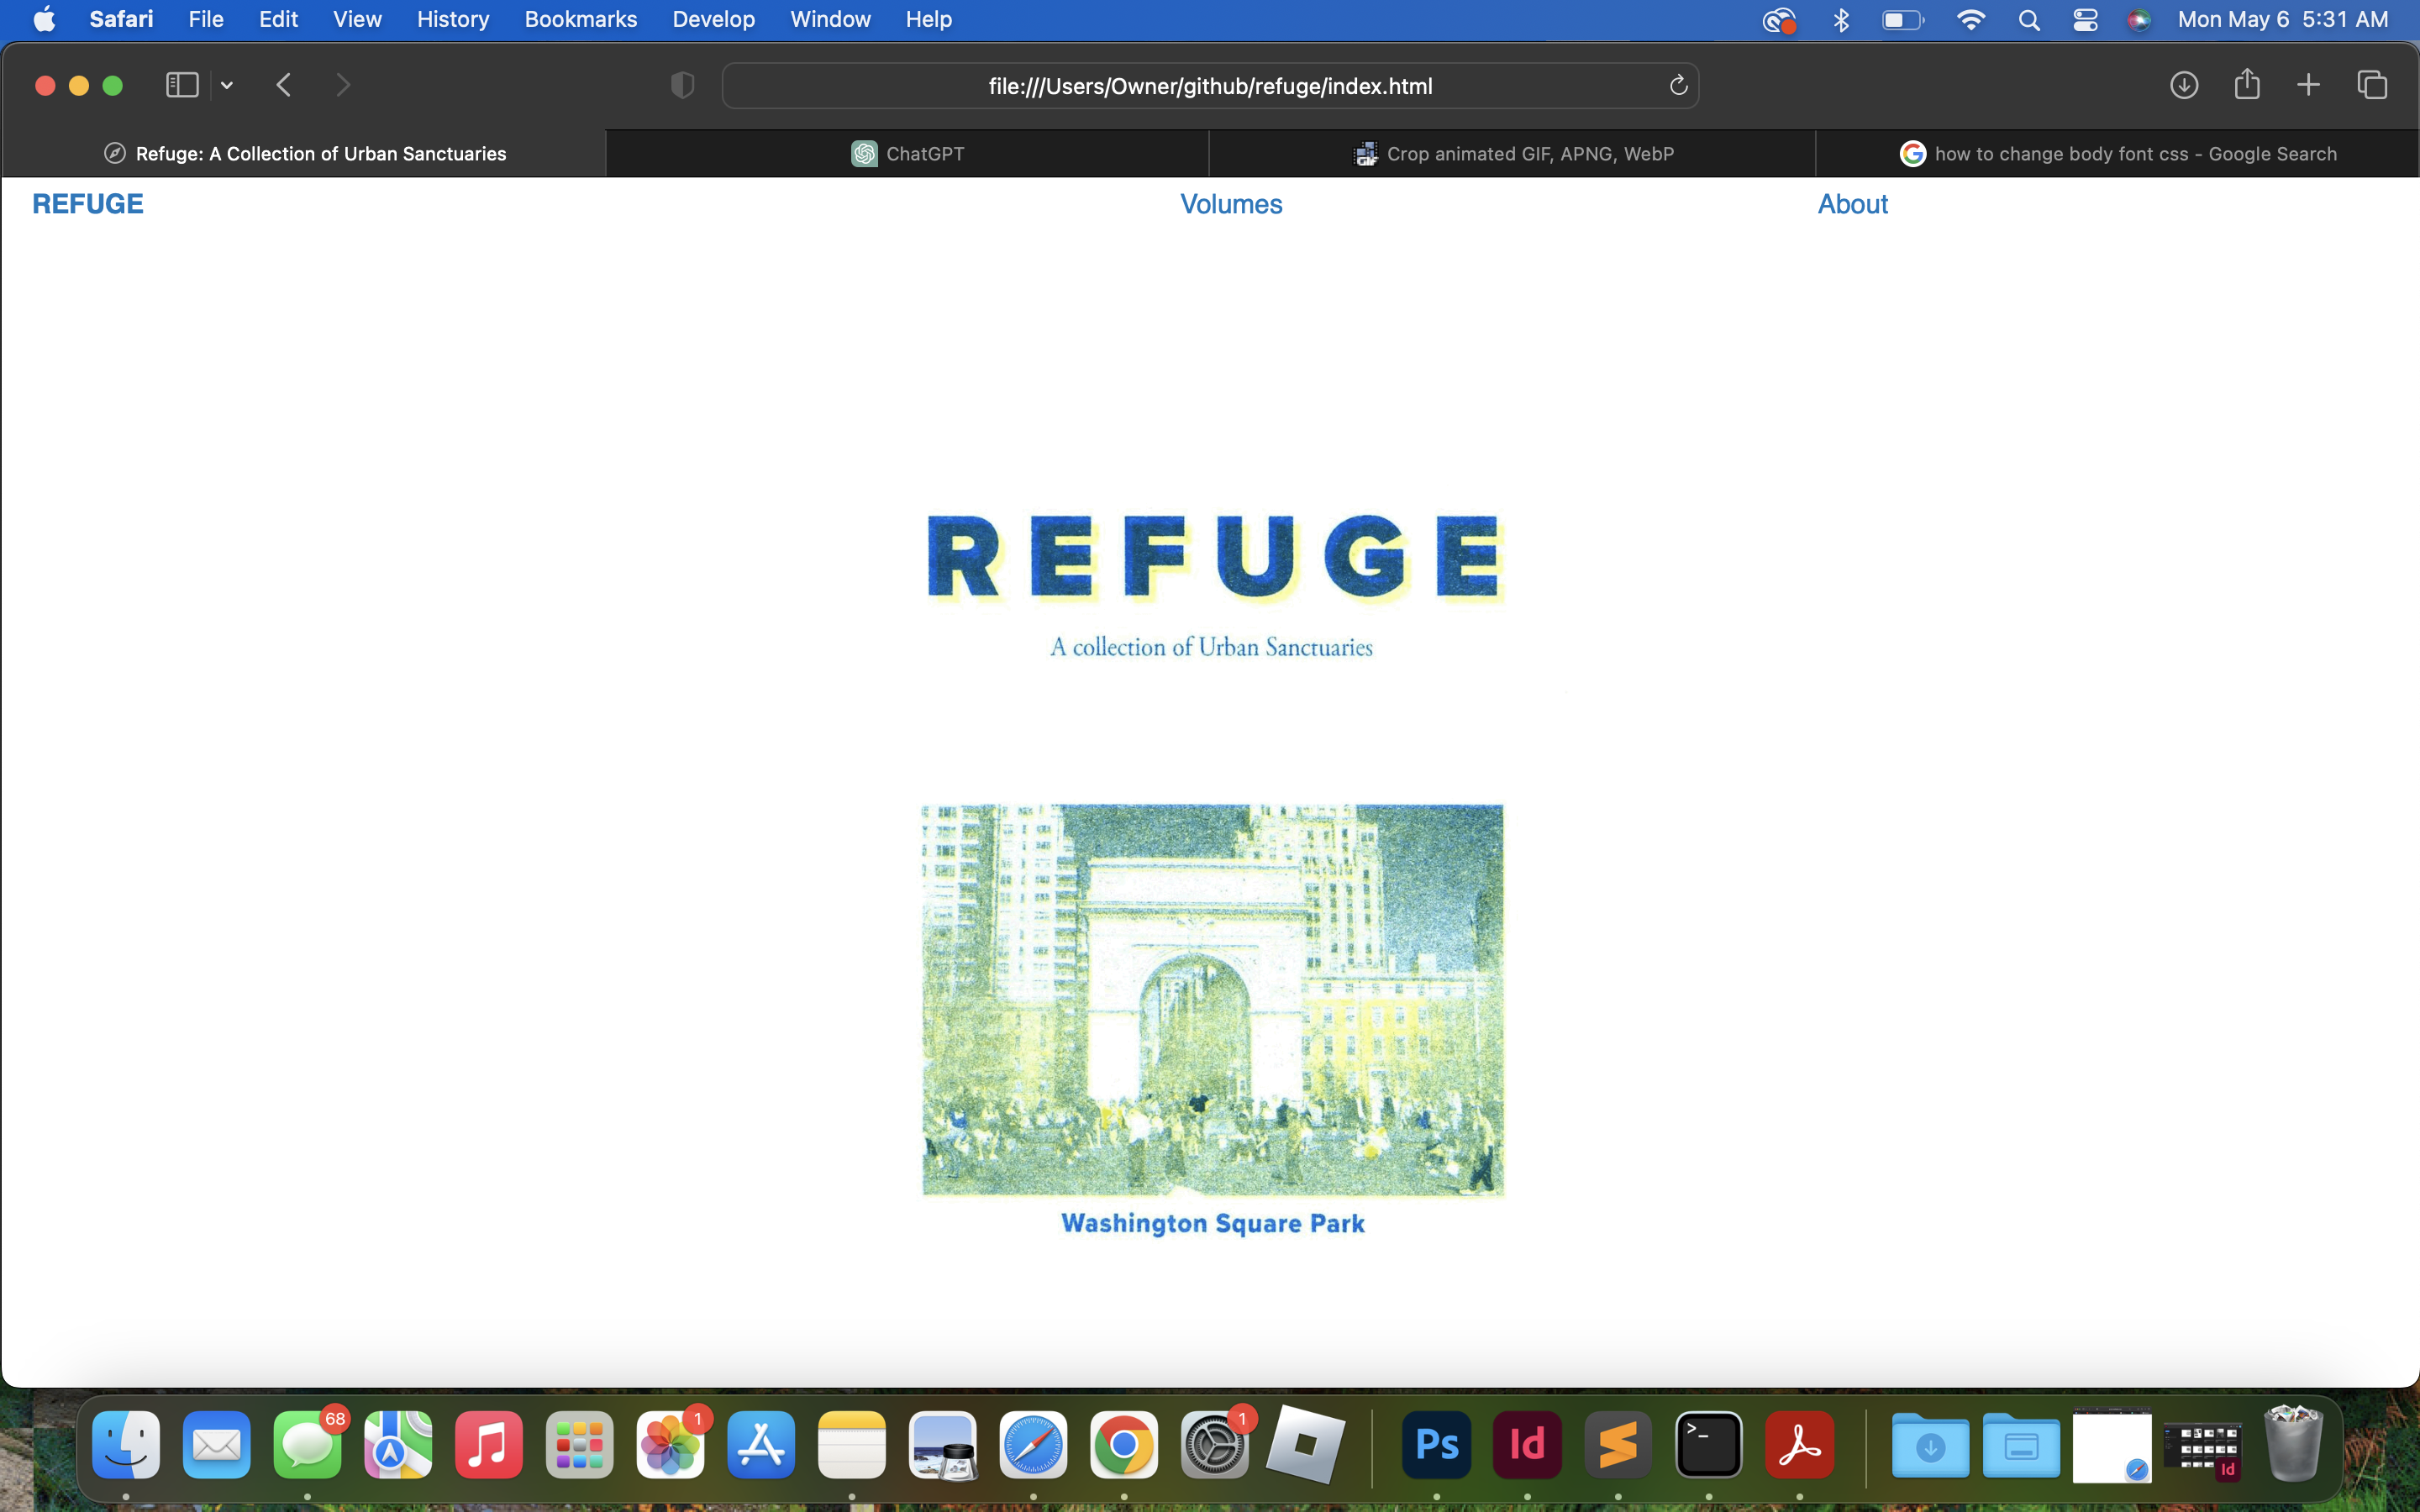 Safari File Edit View History Bookmarks Develop Window Help Mon May 6 5:31 AM
file:///Users/Owner/github/refuge/index.html
Refuge: A Collection of Urban Sanctuaries ChatGPT GIF Crop animated GIF, APNG, WebP how to change body font css - Google Search
REFUGE Volumes About
REFUGE
A collection of Urban Sanctuaries
Washington Square Park
68 1 1
Ps Id >_ Id